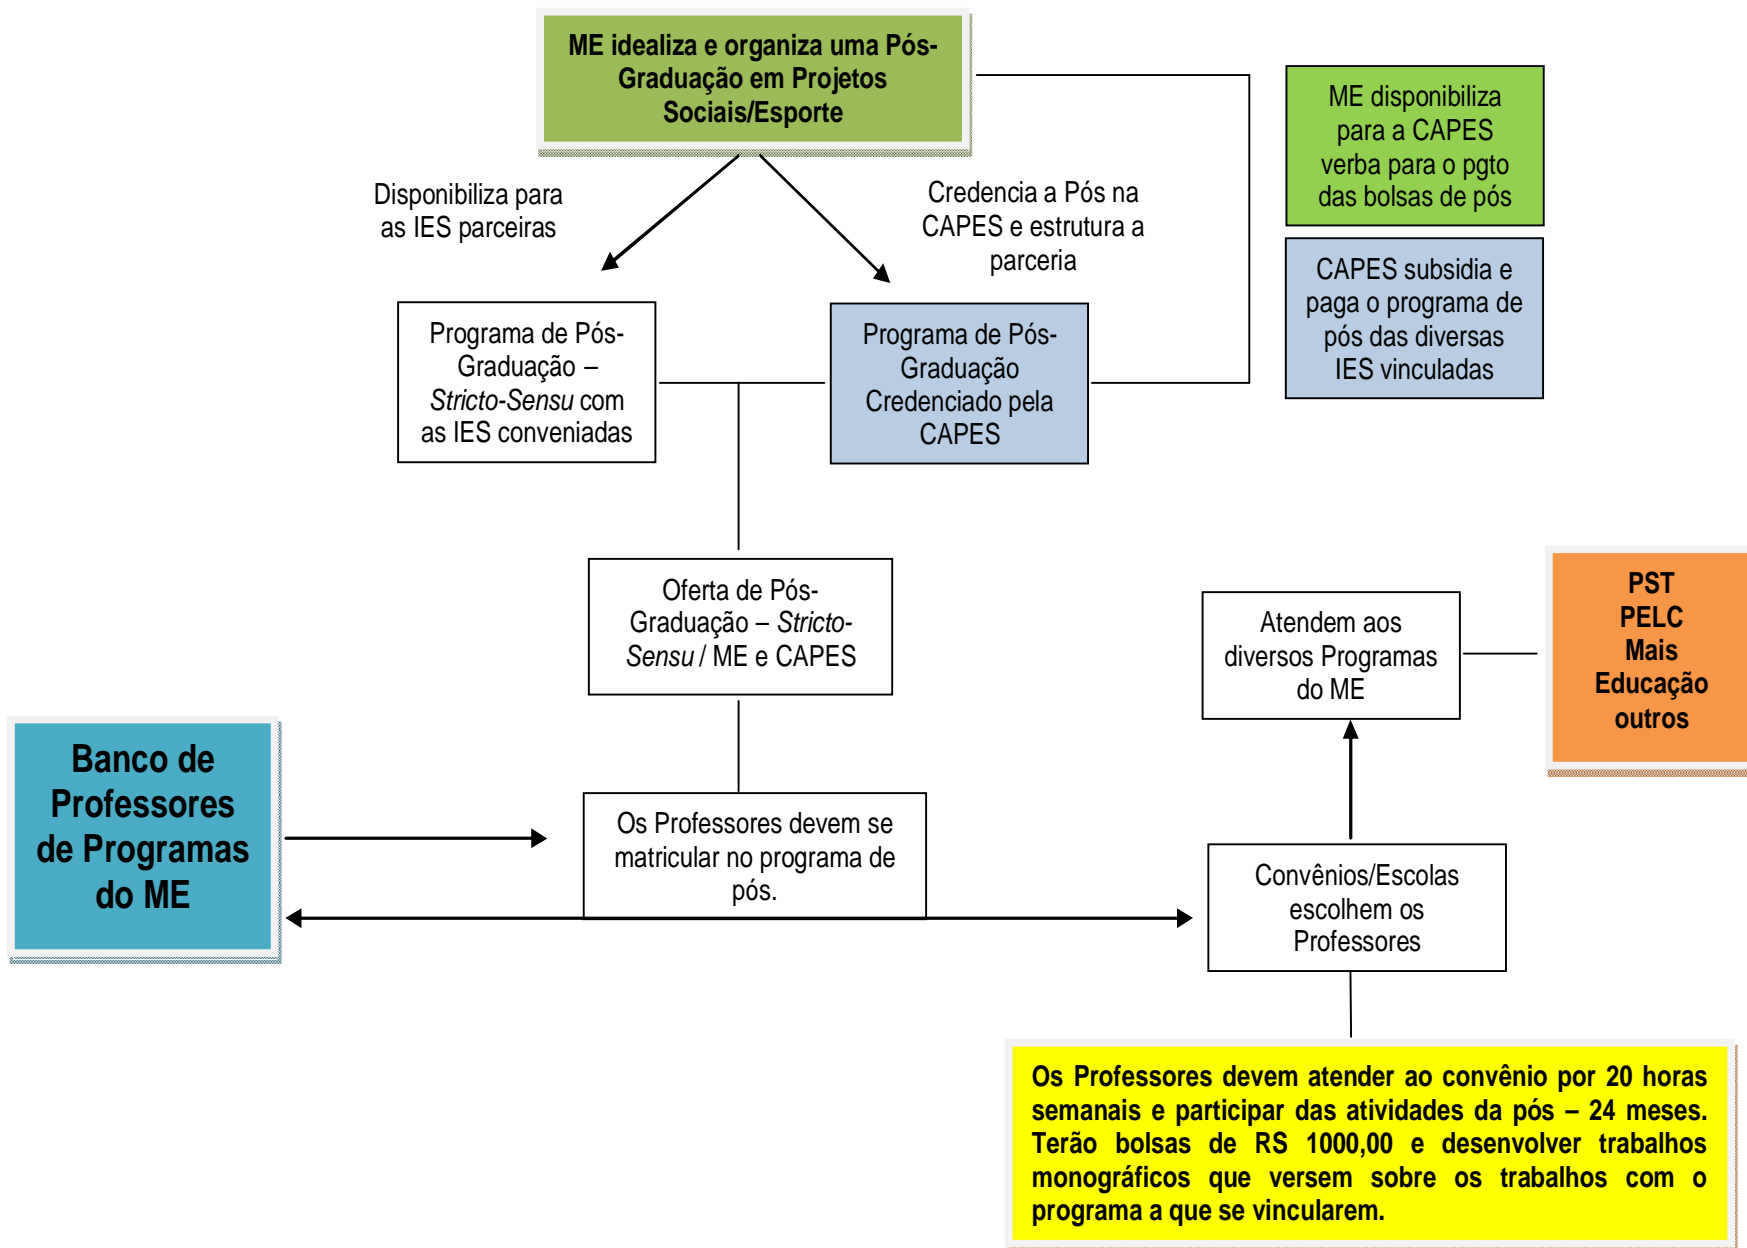 ME idealiza e organiza uma Pós-
Graduação em Projetos
Sociais/Esporte
ME disponibiliza
para a CAPES
verba para o pgto
das bolsas de pós
Disponibiliza para
as IES parceiras
Credencia a Pós na
CAPES e estrutura a
parceria
CAPES subsidia e
paga o programa de
pós das diversas
IES vinculadas
Programa de Pós-
Graduação –
Stricto-Sensu com
as IES conveniadas
Programa de Pós-
Graduação
Credenciado pela
CAPES
Oferta de Pós-
Graduação – Stricto-
Sensu / ME e CAPES
Atendem aos
diversos Programas
do ME
PST
PELC
Mais
Educação
outros
Banco de
Professores
de Programas
do ME
Os Professores devem se
matricular no programa de
pós.
Convênios/Escolas
escolhem os
Professores
Os Professores devem atender ao convênio por 20 horas
semanais e participar das atividades da pós – 24 meses.
Terão bolsas de RS 1000,00 e desenvolver trabalhos
monográficos que versem sobre os trabalhos com o
programa a que se vincularem.